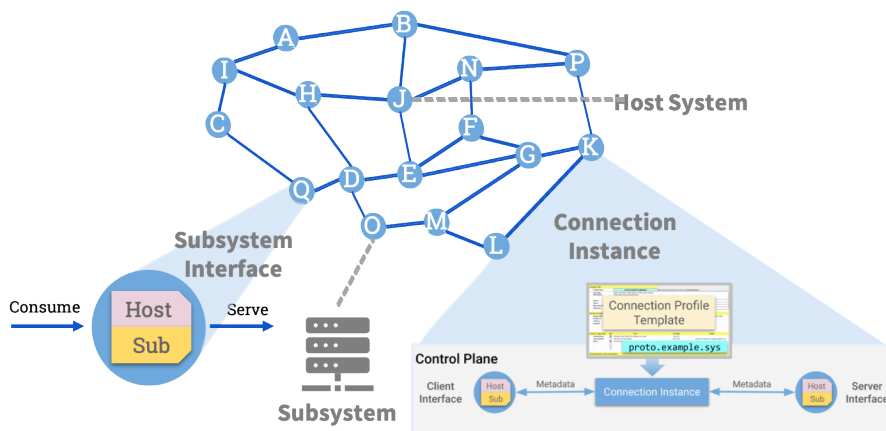 A
B
I
N
P
H
J
Host System
C
F
G
K
Q
D
E
O
M
L
Subsystem
Interface
Connection
Instance
Consume
Host
Sub
Serve
Connection Profile
Template
proto.example.sys
Control Plane
Client
Interface
Host
Sub
Metadata
Connection Instance
Metadata
Host
Sub
Server
Interface
Subsystem